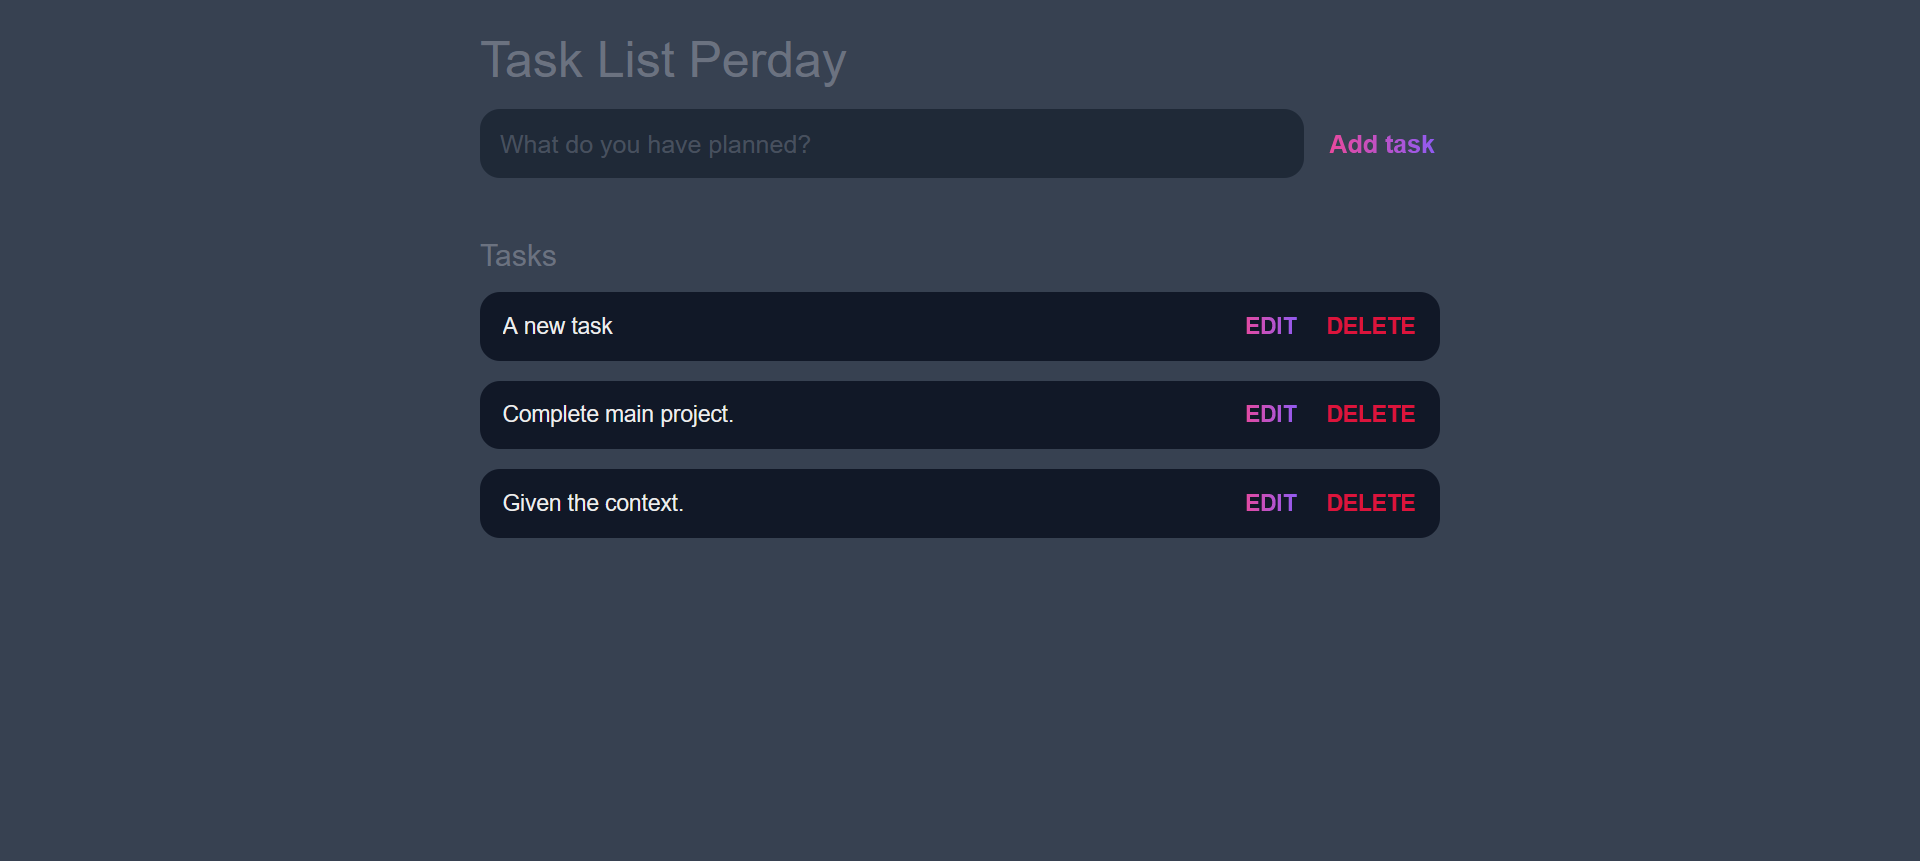 Task List Perday
What do you have planned?
Add task
Tasks
A new task EDIT DELETE
Complete main project. EDIT DELETE
Given the context. EDIT DELETE